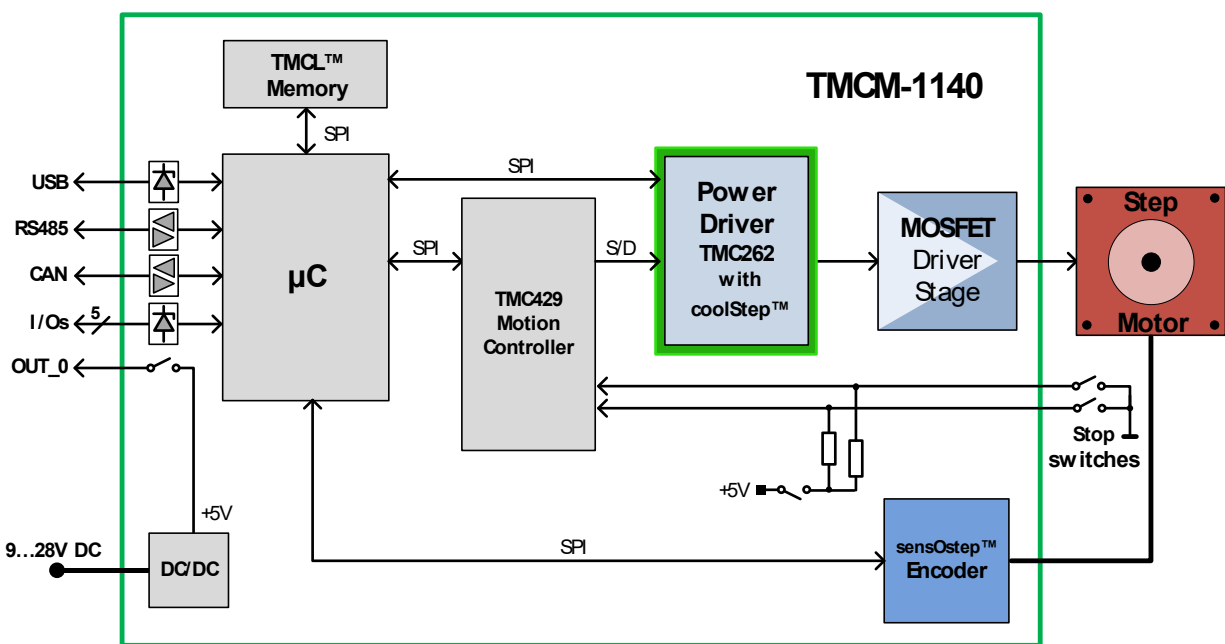 TMCL™
Memory
TMCM-1140
SPI
USB
RS485
CAN
5
I/Os
OUT_0
µC
SPI
SPI
S/D
Power
Driver
TMC262
with
coolStep™
MOSFET
Driver
Stage
Step
Motor
TMC429
Motion
Controller
Stop
switches
+5V
+5V
9...28V DC
DC/DC
SPI
sensOstep™
Encoder